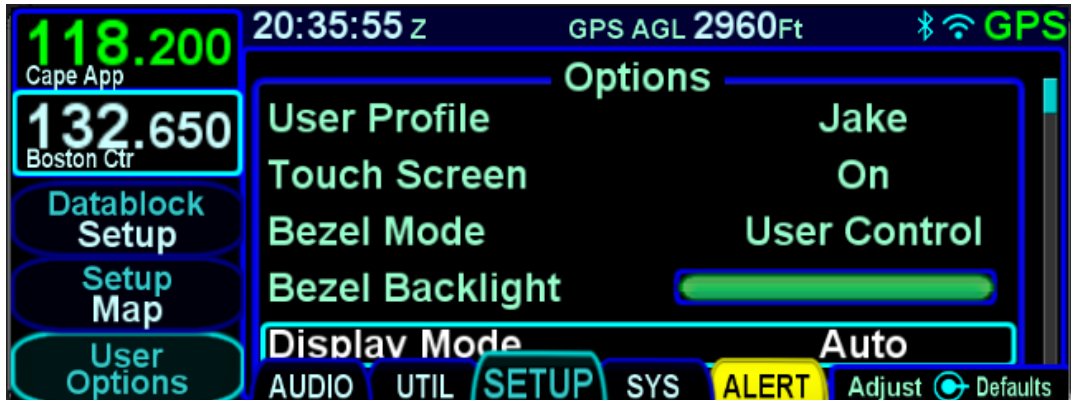 118.200
Cape App
132.650
Boston Ctr
Datablock
Setup
Setup
Map
User
Options
20:35:55 Z GPS AGL 2960Ft GPS
Options
User Profile Jake
Touch Screen On
Bezel Mode User Control
Bezel Backlight
Display Mode Auto
AUDIO UTIL SETUP SYS ALERT Adjust Defaults